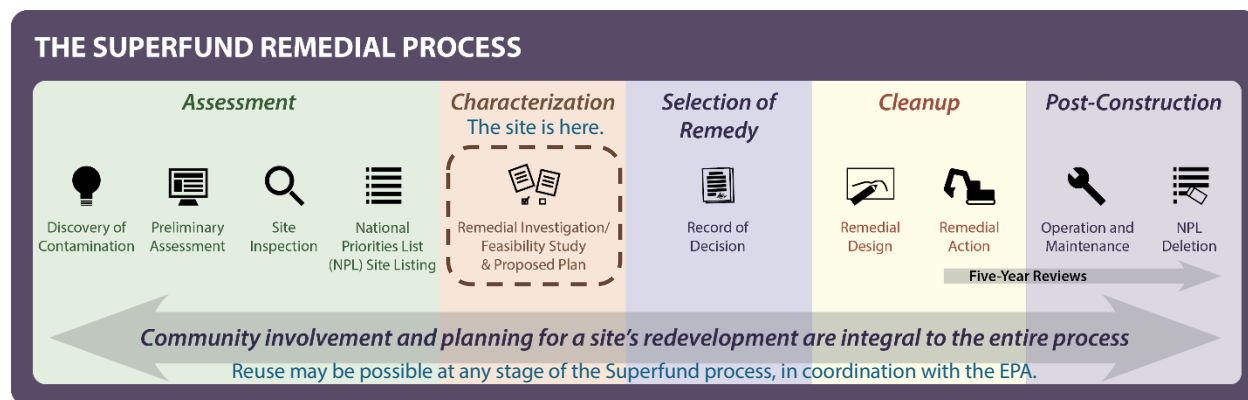 THE SUPERFUND REMEDIAL PROCESS
Assessment
Discovery of
Contamination
Preliminary
Assessment
Site
Inspection
National
Priorities List
(NPL) Site Listing
Characterization
The site is here.
Remedial Investigation/
Feasibility Study
& Proposed Plan
Selection of
Remedy
Record of
Decision
Cleanup
Remedial
Design
Remedial
Action
Post-Construction
Operation and
Maintenance
NPL
Deletion
Five-Year Reviews
Community involvement and planning for a site's redevelopment are integral to the entire process
Reuse may be possible at any stage of the Superfund process, in coordination with the EPA.